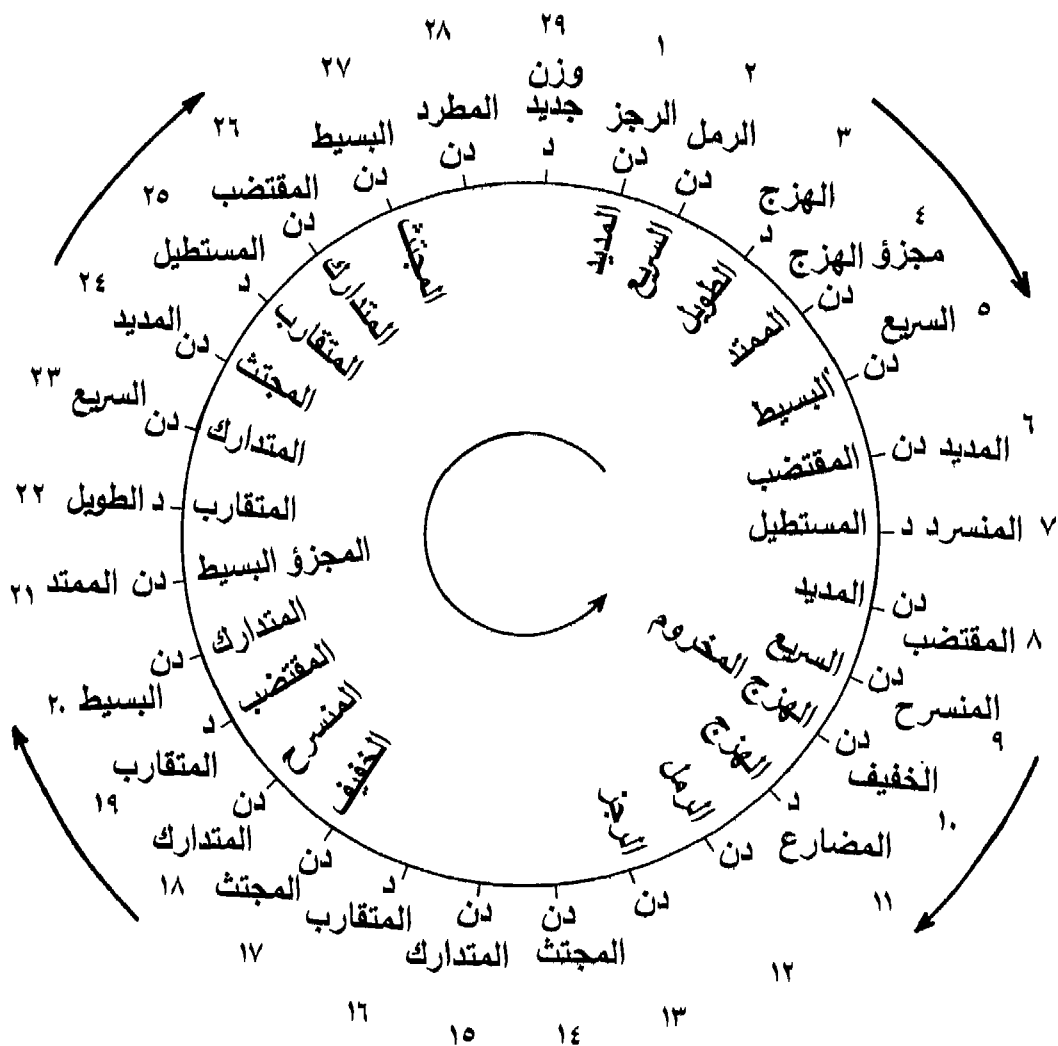 ٢٩
وزن
جديد
د
١
الرجز
دن
المديد
٢
الرمل
دن
السريع
٣
الهزج
د
الطويل
٤
مجزؤ الهزج
دن
الممتد
٥
السريع
دن
البسيط
٦
المديد دن
المقتضب
٧
المنسرد د
المستطيل
٨
المقتضب
دن
المديد
٩
المنسرح
دن
السريع
١٠
الخفيف
دن
الهزج المخروم
١١
المضارع
د
الهزج
١٢
دن
الرمل
١٣
دن
الرجز
١٤
المجتث
دن
١٥
المتدارك
دن
١٦
المتقارب
د
١٧
المجتث
دن
الخفيف
١٨
المتدارك
دن
المنسرح
١٩
المتقارب
د
المقتضب
٢٠
البسيط
دن
المتدارك
٢١
دن الممتد
المجزؤ البسيط
٢٢
د الطويل
المتقارب
٢٣
السريع
دن
المتدارك
٢٤
المديد
دن
المجتث
٢٥
المستطيل
د
المتقارب
٢٦
المقتضب
دن
المتدارك
٢٧
البسيط
دن
المجتث
٢٨
المطرد
دن